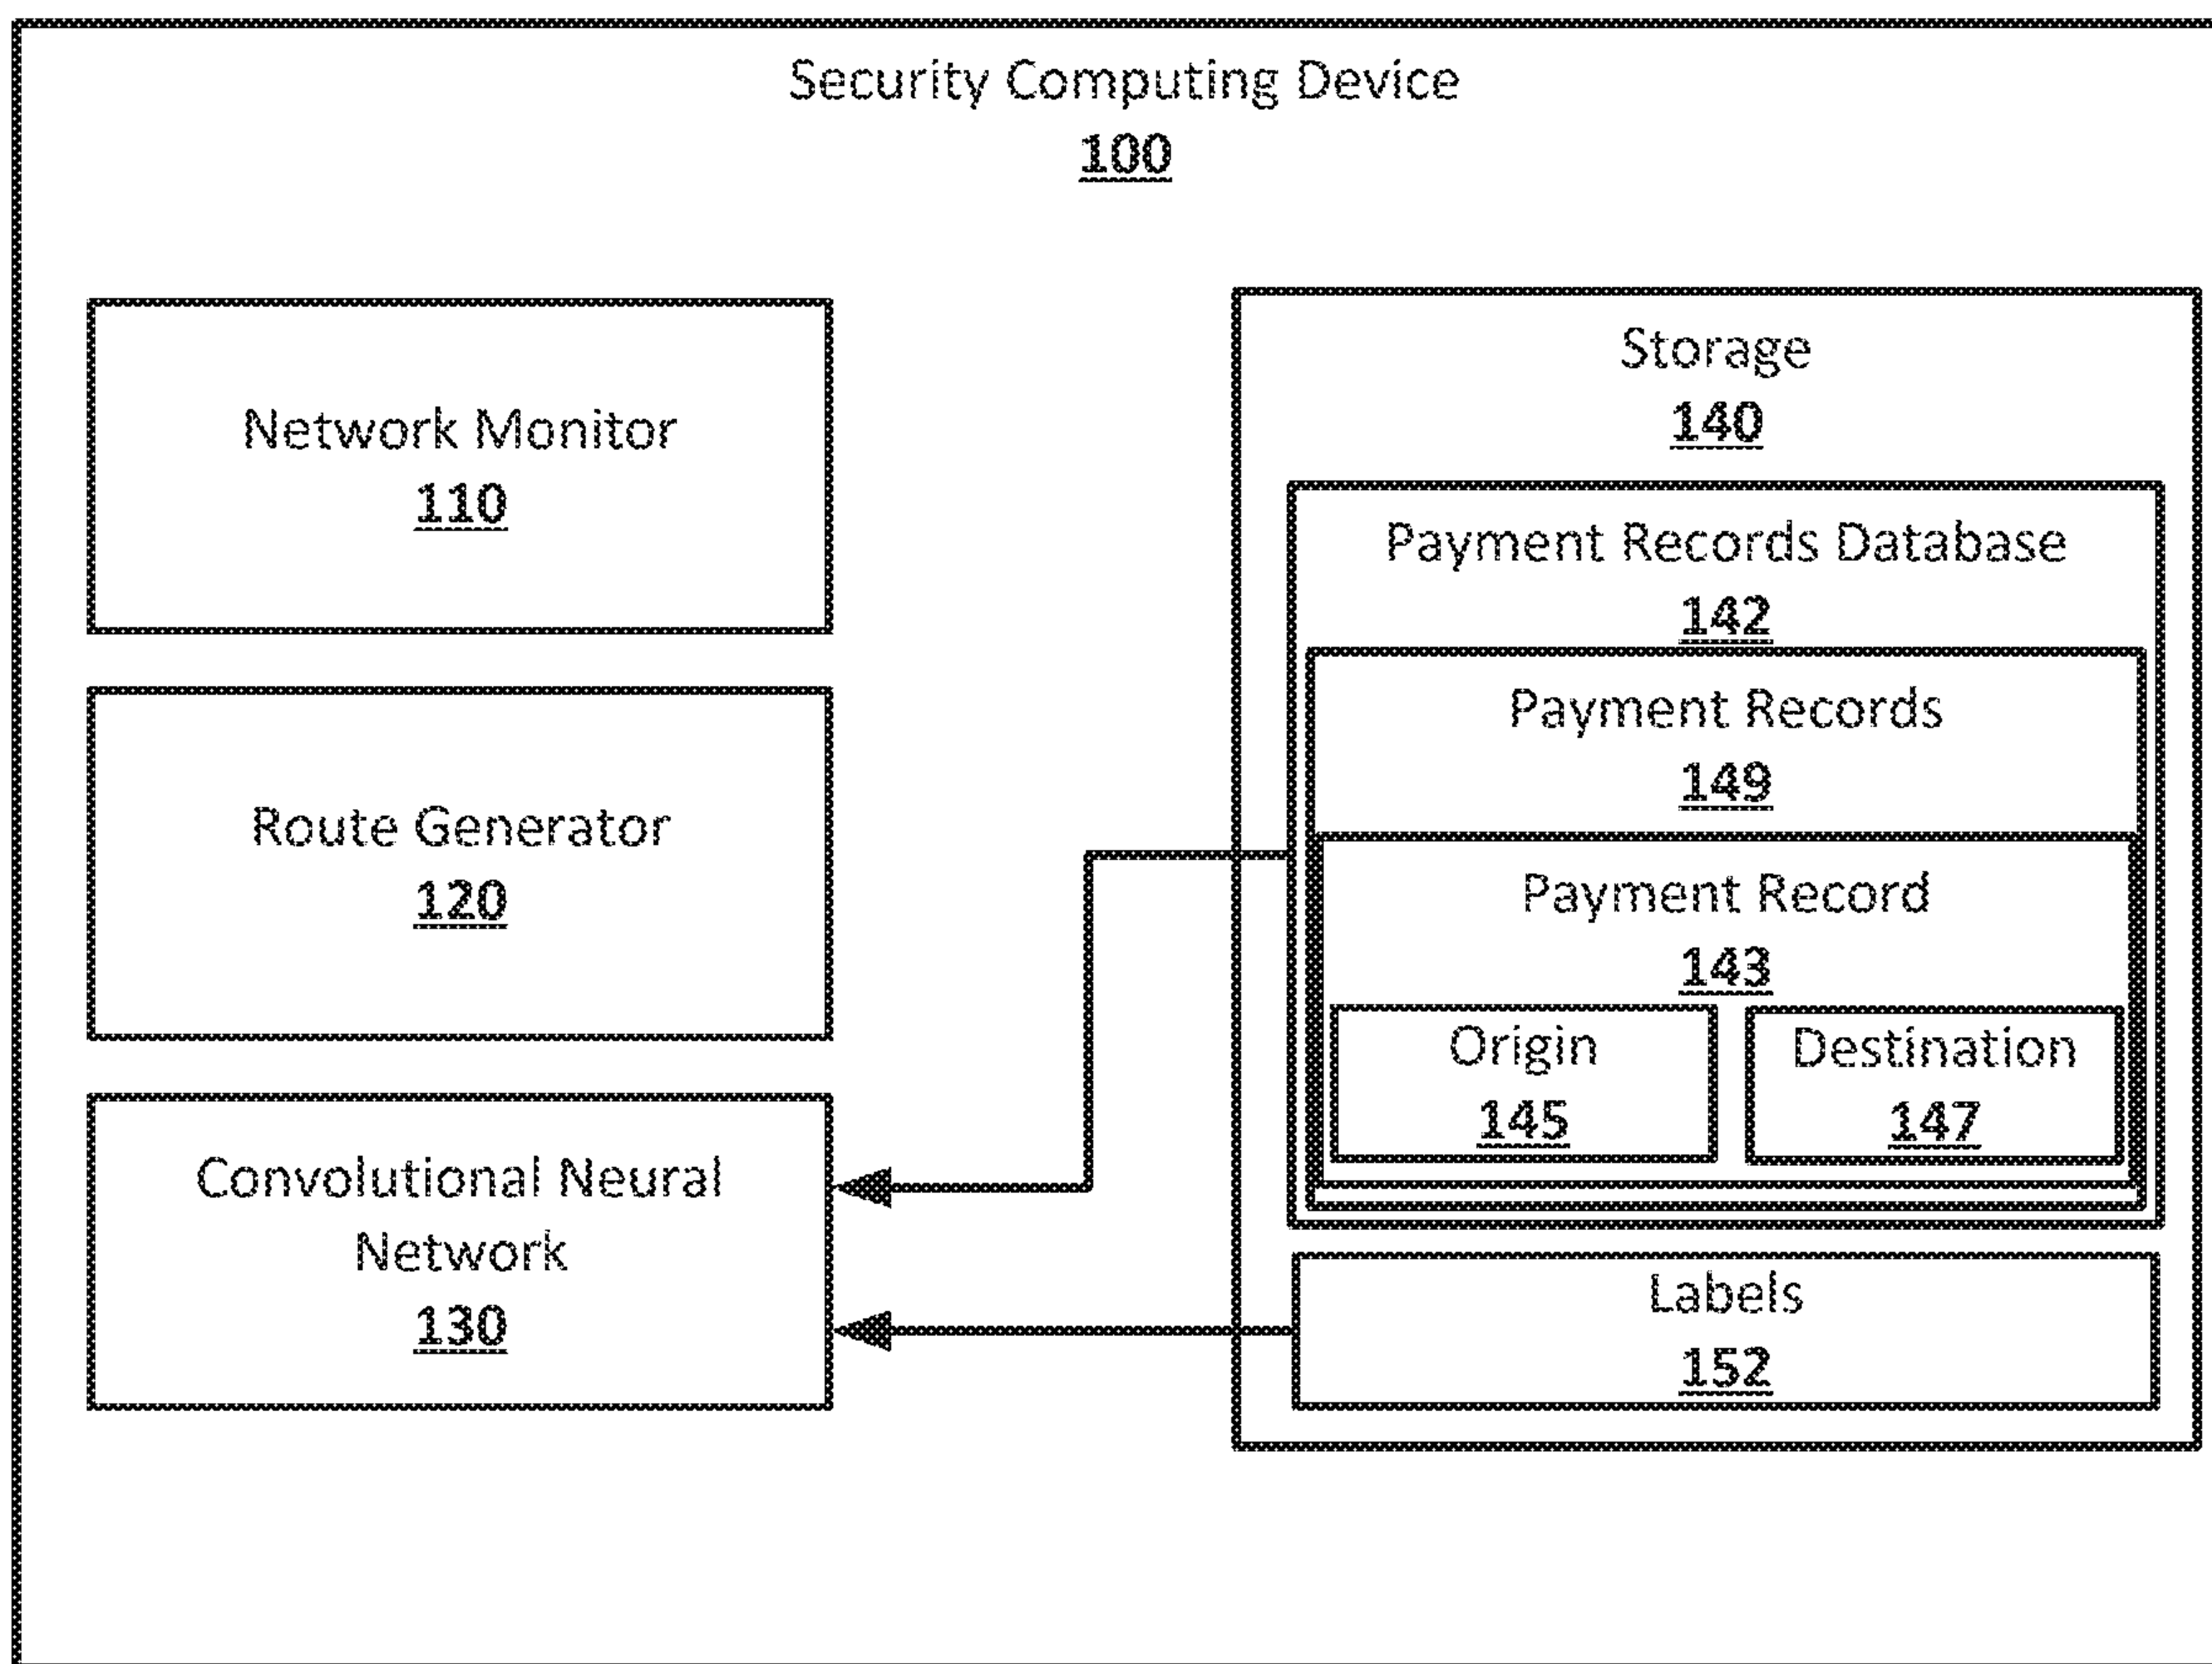 Security Computing Device
100
Network Monitor
110
Route Generator
120
Convolutional Neural
Network
130
Storage
140
Payment Records Database
142
Payment Records
149
Payment Record
143
Origin
145
Destination
147
Labels
152